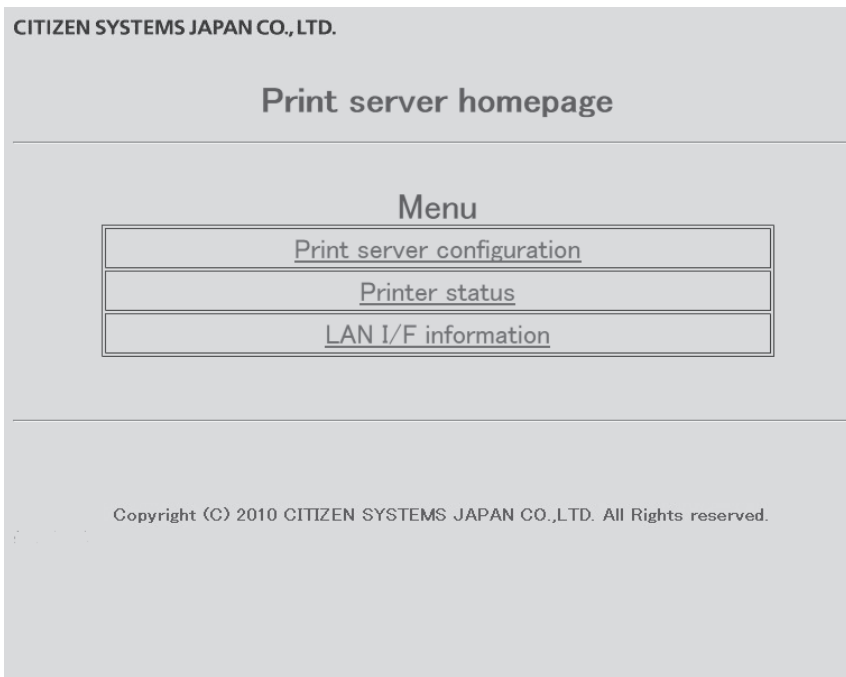 CITIZEN SYSTEMS JAPAN CO., LTD.
Print server homepage
Menu
Print server configuration
Printer status
LAN I/F information
Copyright (C) 2010 CITIZEN SYSTEMS JAPAN CO.,LTD. All Rights reserved.